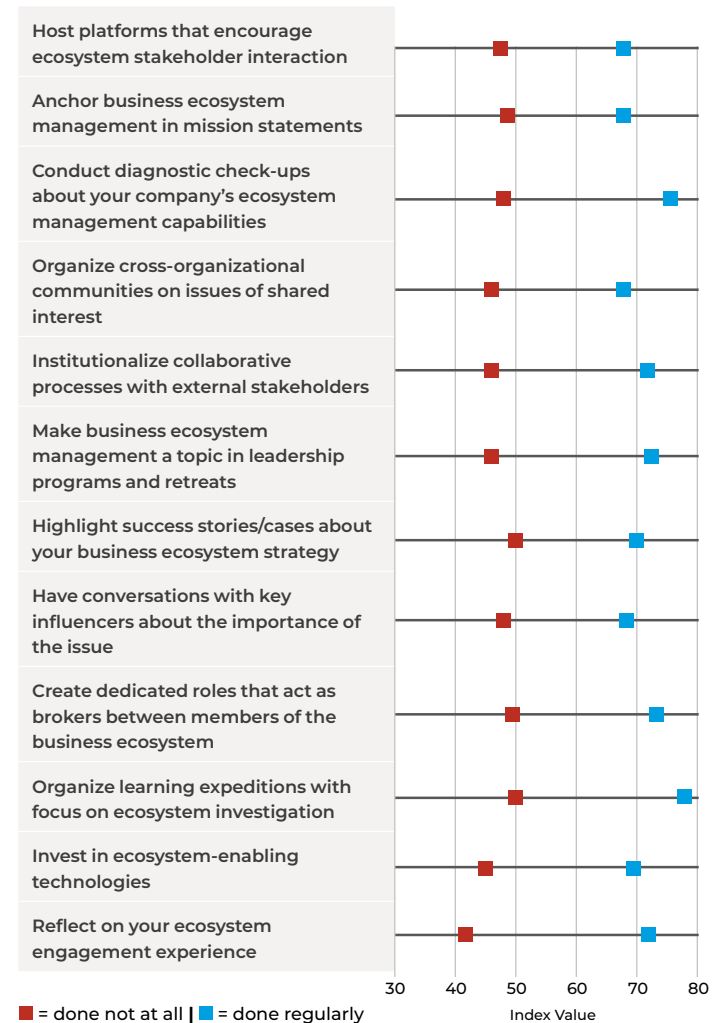 Host platforms that encourage
ecosystem stakeholder interaction
Anchor business ecosystem
management in mission statements
Conduct diagnostic check-ups
about your company’s ecosystem
management capabilities
Organize cross-organizational
communities on issues of shared
interest
Institutionalize collaborative
processes with external stakeholders
Make business ecosystem
management a topic in leadership
programs and retreats
Highlight success stories/cases about
your business ecosystem strategy
Have conversations with key
influencers about the importance of
the issue
Create dedicated roles that act as
brokers between members of the
business ecosystem
Organize learning expeditions with
focus on ecosystem investigation
Invest in ecosystem-enabling
technologies
Reflect on your ecosystem
engagement experience
30 40 50 60 70 80
= done not at all | = done regularly
Index Value